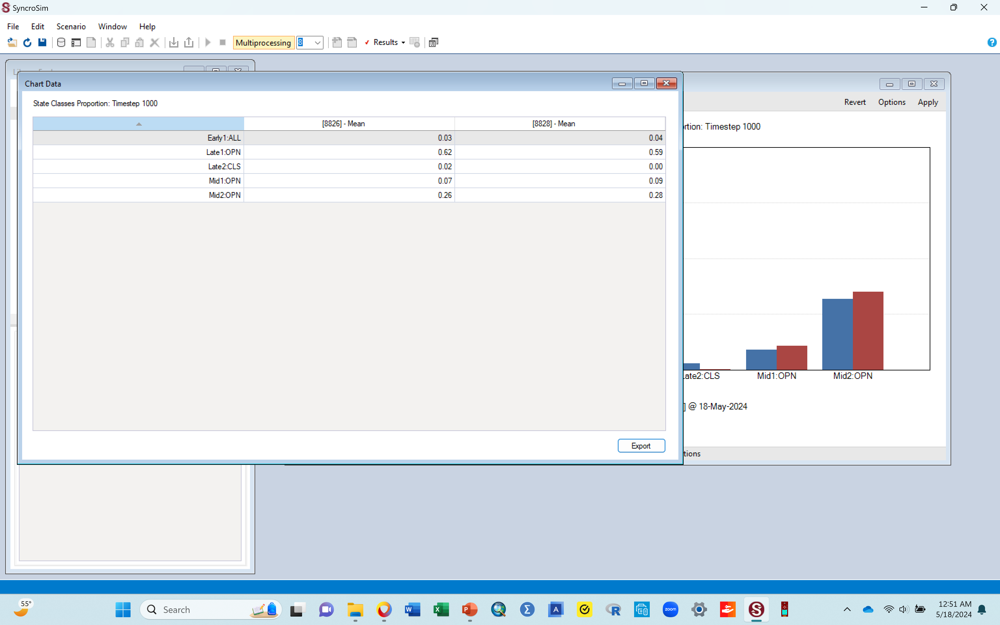 SyncroSim
File Edit Scenario Window Help
Multiprocessing 8 Results
Chart Data
State Classes Proportion: Timestep 1000
[8826] - Mean [8828] - Mean
Early1:ALL 0.03 0.04
Late1:OPN 0.62 0.59
Late2:CLS 0.02 0.00
Mid1:OPN 0.07 0.09
Mid2:OPN 0.26 0.28
Export
Revert Options Apply
rtion: Timestep 1000
ate2:CLS Mid1:OPN Mid2:OPN
] @ 18-May-2024
tions
55°
Search
zoom
12:51 AM
5/18/2024